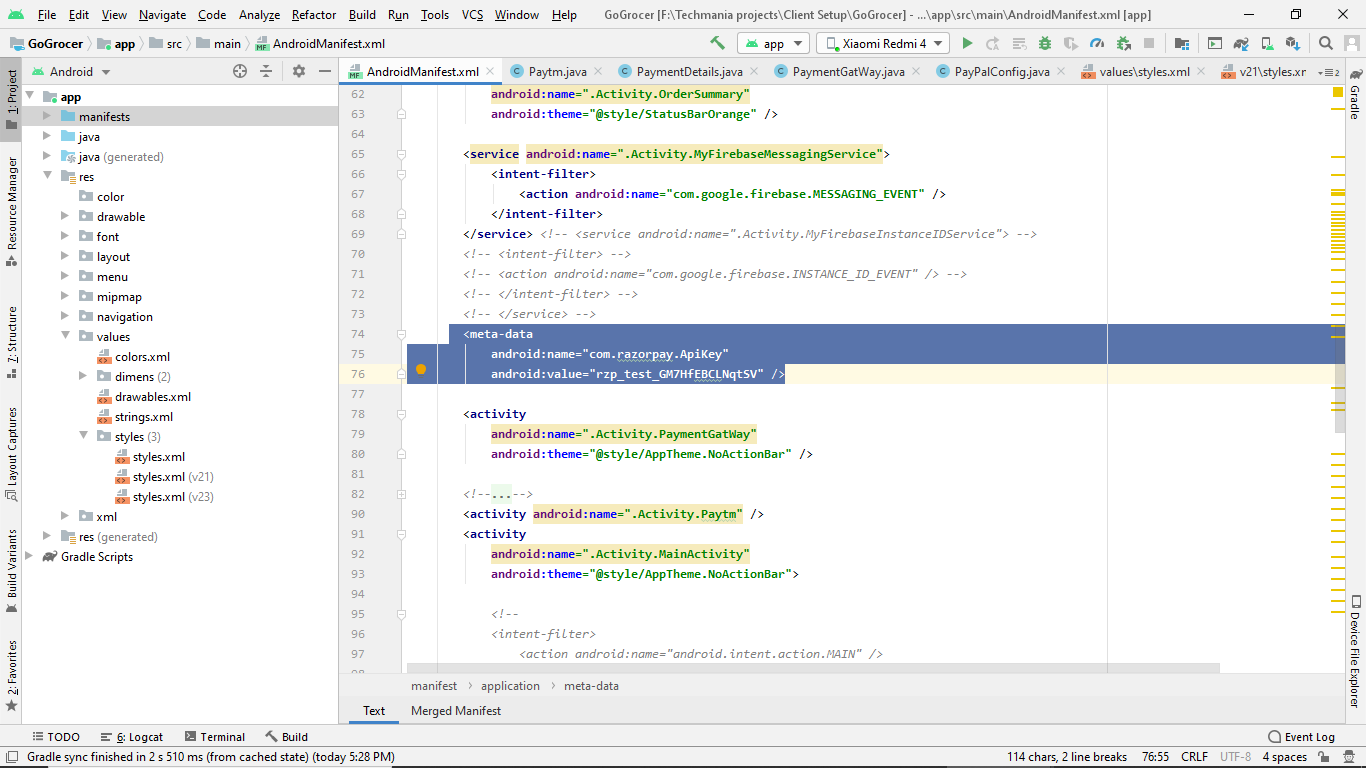 File Edit View Navigate Code Analyze Refactor Build Run Tools VCS Window Help GoGrocer [F:\Techmania projects\Client Setup\GoGrocer] - ...\app\src\main\AndroidManifest.xml [app]
GoGrocer app src main AndroidManifest.xml app Xiaomi Redmi 4
Android AndroidManifest.xml Paytm.java PaymentDetails.java PaymentGatWay.java PayPalConfig.java values\styles.xml v21\styles.xr 2
1: Project
Resource Manager
7: Structure
Layout Captures
Build Variants
2: Favorites
app
manifests
java
java (generated)
res
color
drawable
font
layout
menu
mipmap
navigation
values
colors.xml
dimens (2)
drawables.xml
strings.xml
styles (3)
styles.xml
styles.xml (v21)
styles.xml (v23)
xml
res (generated)
Gradle Scripts
62 android:name=".Activity.OrderSummary"
63 android:theme="@style/StatusBarOrange" />
64
65 <service android:name=".Activity.MyFirebaseMessagingService">
66 <intent-filter>
67 <action android:name="com.google.firebase.MESSAGING_EVENT" />
68 </intent-filter>
69 </service> <!-- <service android:name=".Activity.MyFirebaseInstanceIDService"> -->
70 <!-- <intent-filter> -->
71 <!-- <action android:name="com.google.firebase.INSTANCE_ID_EVENT" /> -->
72 <!-- </intent-filter> -->
73 <!-- </service> -->
74 <meta-data
75 android:name="com.razorpay.ApiKey"
76 android:value="rzp_test_GM7HfEBCLNqtSV" />
77
78 <activity
79 android:name=".Activity.PaymentGatWay"
80 android:theme="@style/AppTheme.NoActionBar" />
81
82 <!--...-->
90 <activity android:name=".Activity.Paytm" />
91 <activity
92 android:name=".Activity.MainActivity"
93 android:theme="@style/AppTheme.NoActionBar">
94
95 <!--
96 <intent-filter>
97 <action android:name="android.intent.action.MAIN" />
Gradle
Device File Explorer
manifest application meta-data
Text Merged Manifest
TODO 6: Logcat Terminal Build Event Log
Gradle sync finished in 2 s 510 ms (from cached state) (today 5:28 PM) 114 chars, 2 line breaks 76:55 CRLF UTF-8 4 spaces